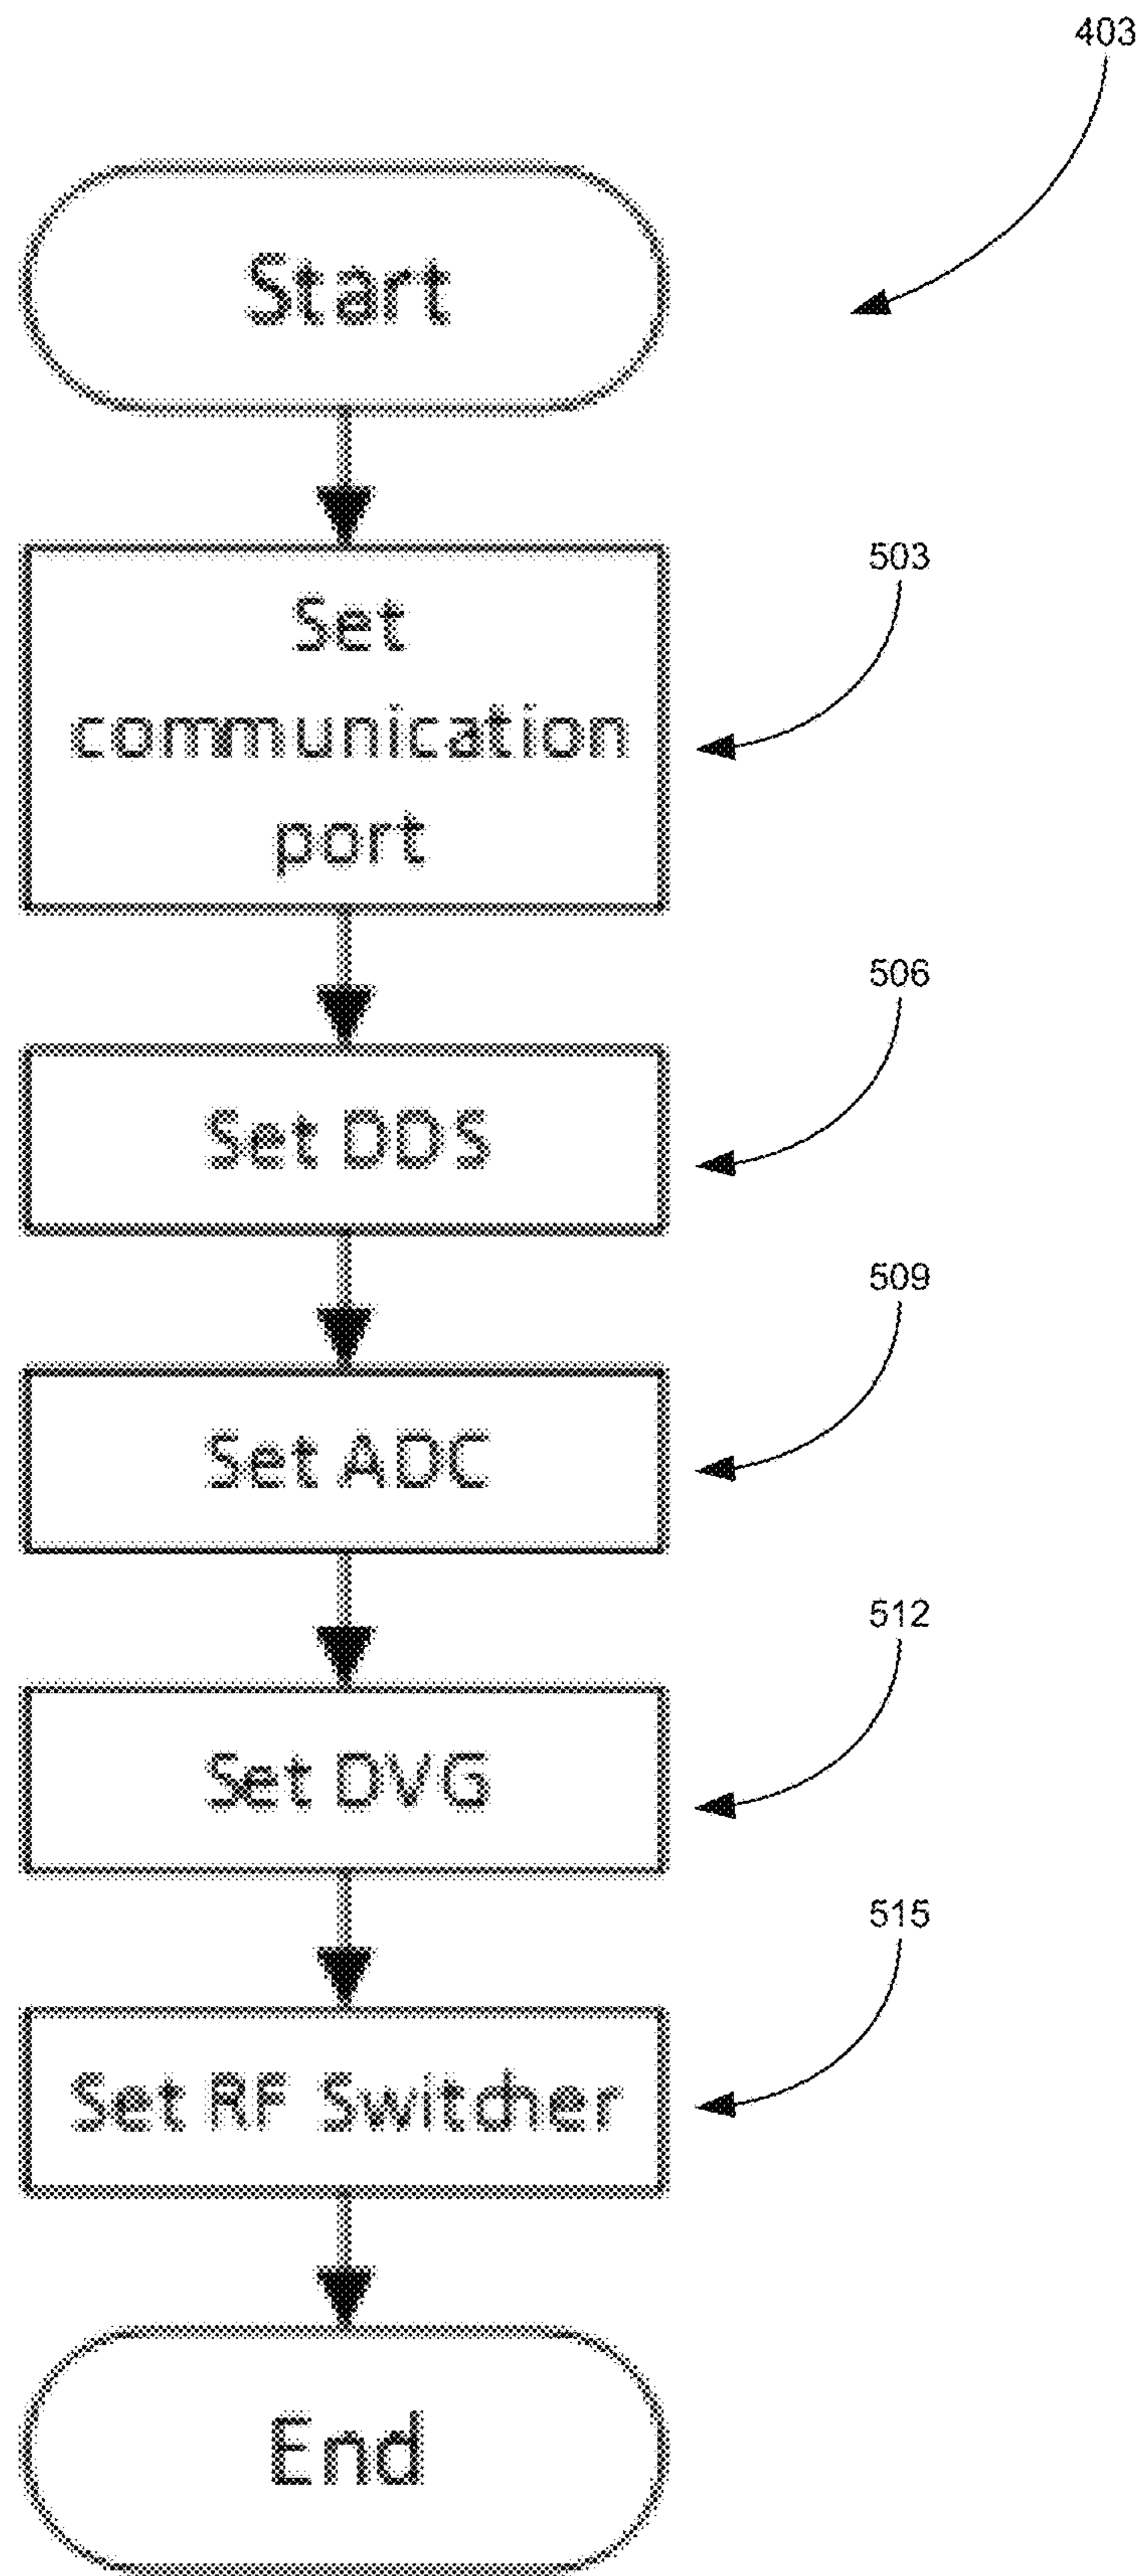 403
Start
503
Set
communication
port
506
Set DDS
509
Set ADC
512
Set DVG
515
Set RF Switcher
End